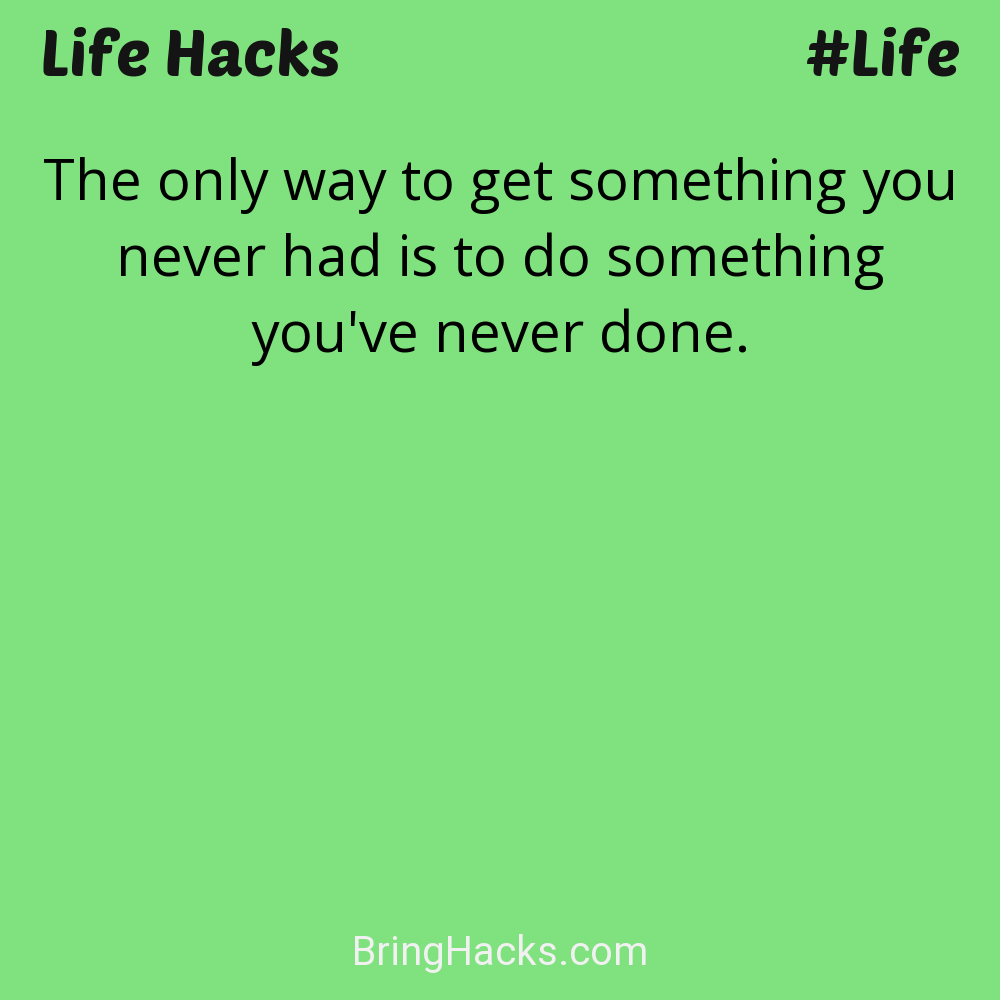 Life Hacks #Life
The only way to get something you
never had is to do something
you've never done.
BringHacks.com